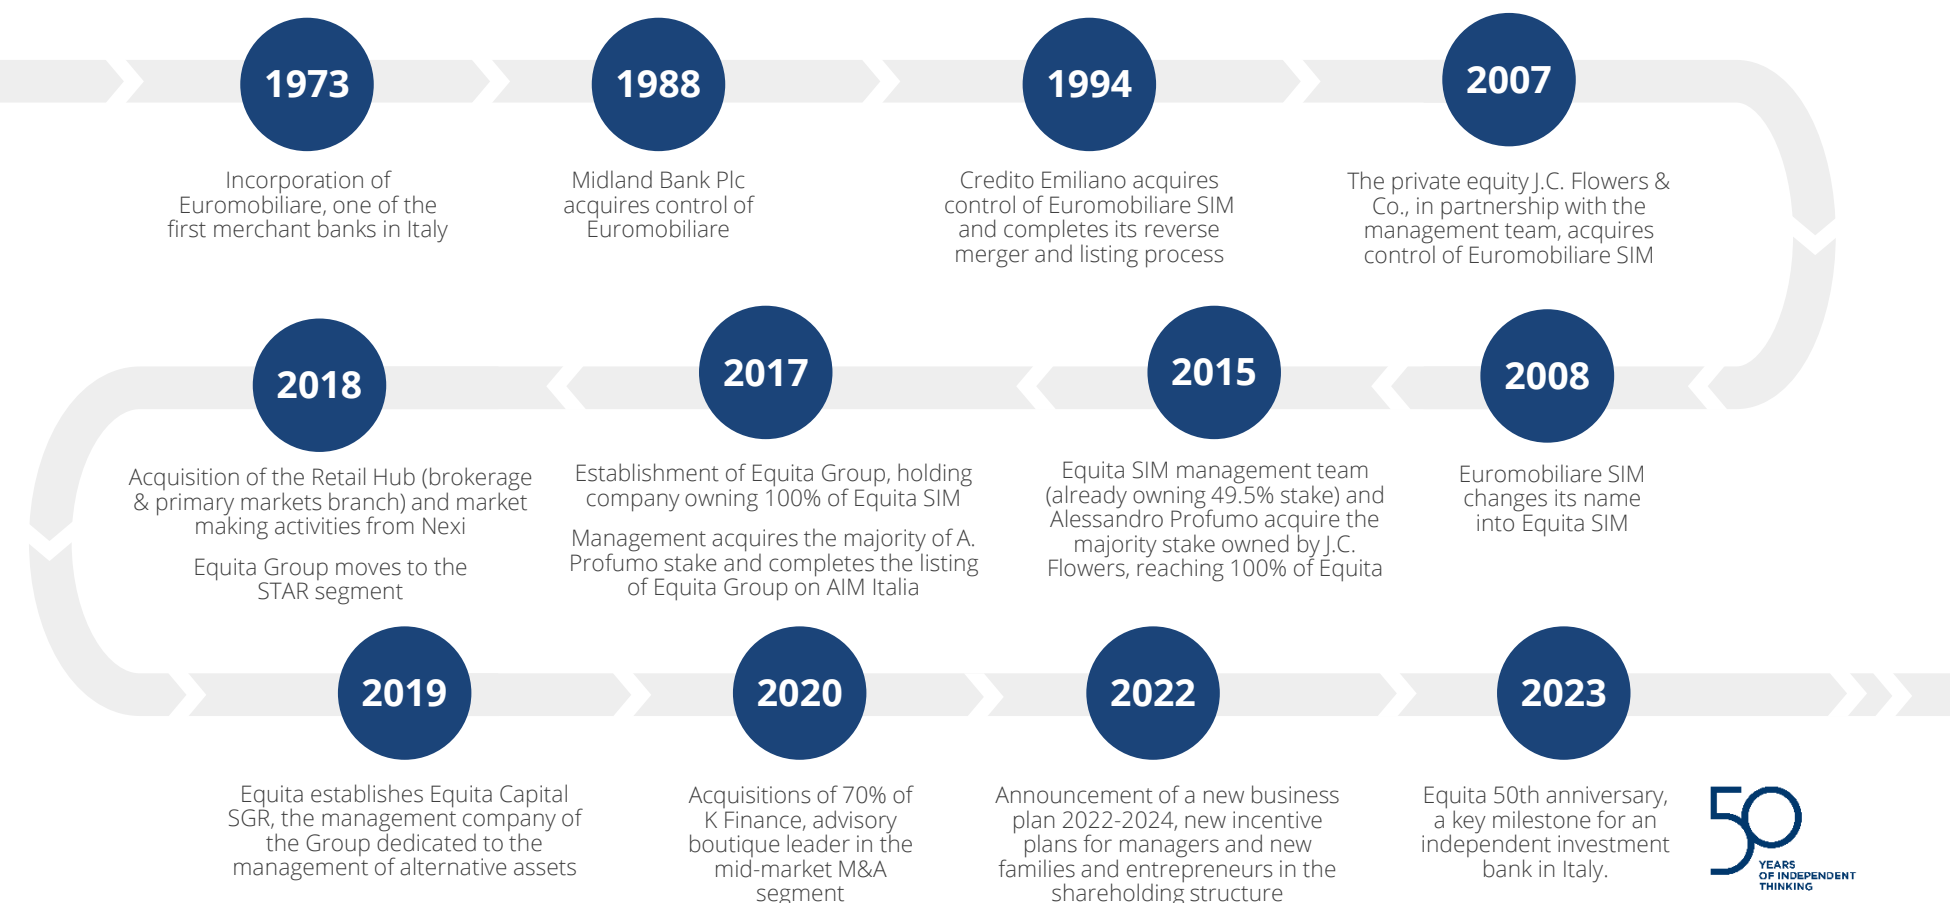 1973
Incorporation of
Euromobiliare, one of the
first merchant banks in Italy
1988
Midland Bank Plc
acquires control of
Euromobiliare
1994
Credito Emiliano acquires
control of Euromobiliare SIM
and completes its reverse
merger and listing process
2007
The private equity J.C. Flowers &
Co., in partnership with the
management team, acquires
control of Euromobiliare SIM
2008
Euromobiliare SIM
changes its name
into Equita SIM
2015
Equita SIM management team
(already owning 49.5% stake) and
Alessandro Profumo acquire the
majority stake owned by J.C.
Flowers, reaching 100% of Equita
2017
Establishment of Equita Group, holding
company owning 100% of Equita SIM
Management acquires the majority of A.
Profumo stake and completes the listing
of Equita Group on AIM Italia
2018
Acquisition of the Retail Hub (brokerage
& primary markets branch) and market
making activities from Nexi
Equita Group moves to the
STAR segment
2019
Equita establishes Equita Capital
SGR, the management company of
the Group dedicated to the
management of alternative assets
2020
Acquisitions of 70% of
K Finance, advisory
boutique leader in the
mid-market M&A
segment
2022
Announcement of a new business
plan 2022-2024, new incentive
plans for managers and new
families and entrepreneurs in the
shareholding structure
2023
Equita 50th anniversary,
a key milestone for an
independent investment
bank in Italy.
50
YEARS
OF INDEPENDENT
THINKING